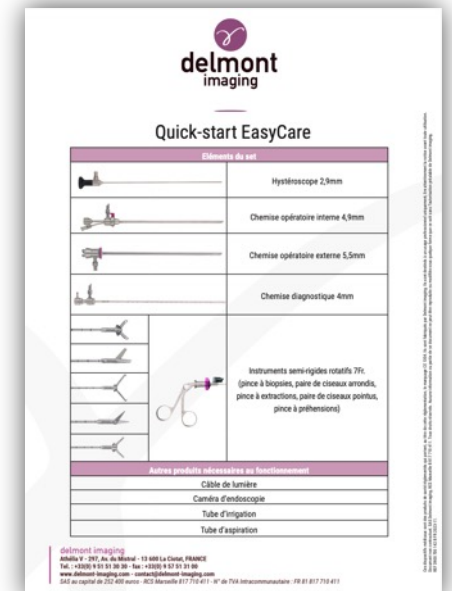 delmont
imaging
Quick-start EasyCare
Eléments du set
Hystéroscope 2,9mm
Chemise opératoire interne 4,9mm
Chemise opératoire externe 5,5mm
Chemise diagnostique 4mm
Instruments semi-rigides rotatifs 7Fr.
(pince à biopsies, paire de ciseaux arrondis,
pince à extractions, paire de ciseaux pointus,
pince à préhensions)
Autres produits nécessaires au fonctionnement
Câble de lumière
Caméra d'endoscopie
Tube d'irrigation
Tube d'aspiration
delmont imaging
Athélia V - 297, Av. du Mistral - 13 600 La Ciotat, FRANCE
Tel. : +33(0) 9 51 51 30 30 - fax : +33(0) 9 57 51 31 00
www.delmont-imaging.com - contact@delmont-imaging.com
SAS au capital de 252 400 euros - RCS Marseille 817 710 411 - N° de TVA intracommunautaire : FR 81 817 710 411